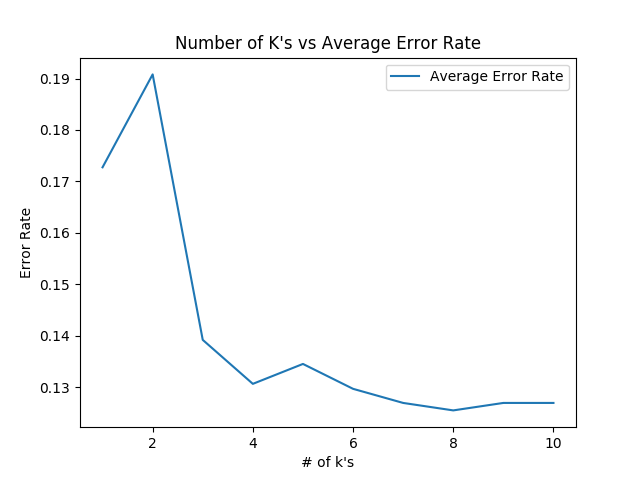 Number of K's vs Average Error Rate
Average Error Rate
0.19
0.18
0.17
0.16
0.15
0.14
0.13
Error Rate
2 4 6 8 10
# of k's